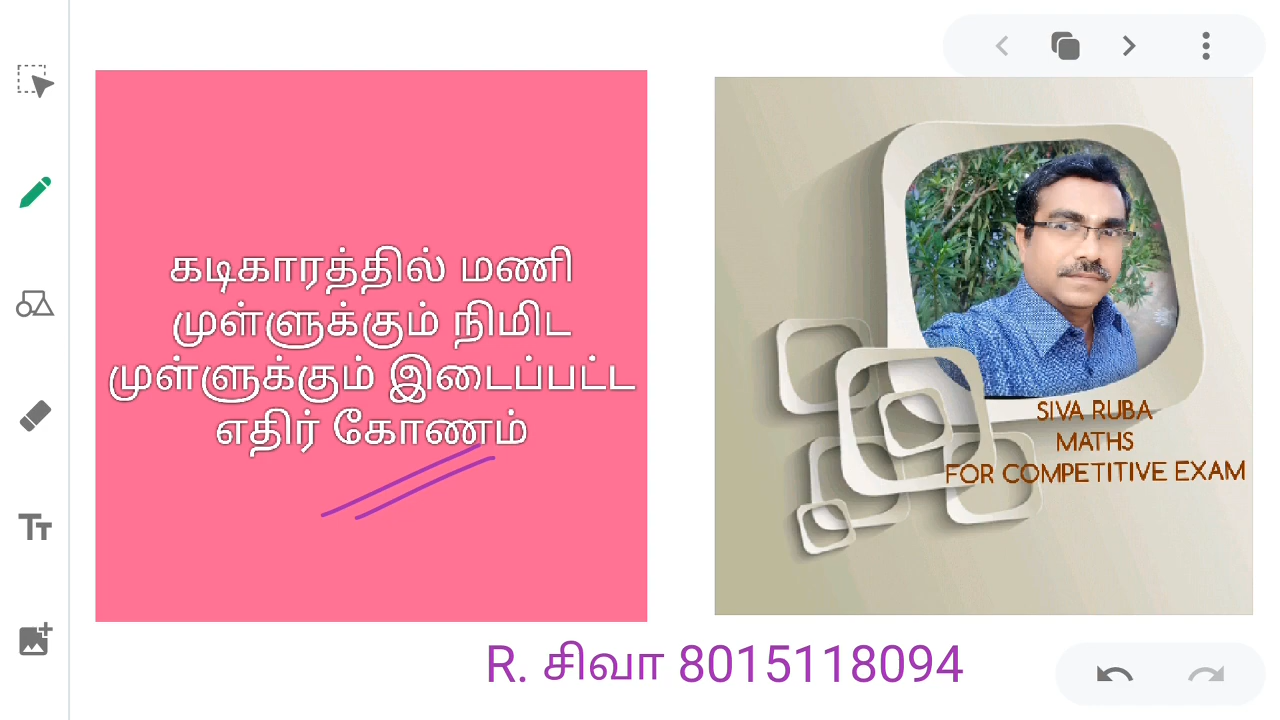 கடிகாரத்தில் மணி
முள்ளுக்கும் நிமிட
முள்ளுக்கும் இடைப்பட்ட
எதிர் கோணம்
SIVA RUBA
MATHS
FOR COMPETITIVE EXAM
R. சிவா 8015118094